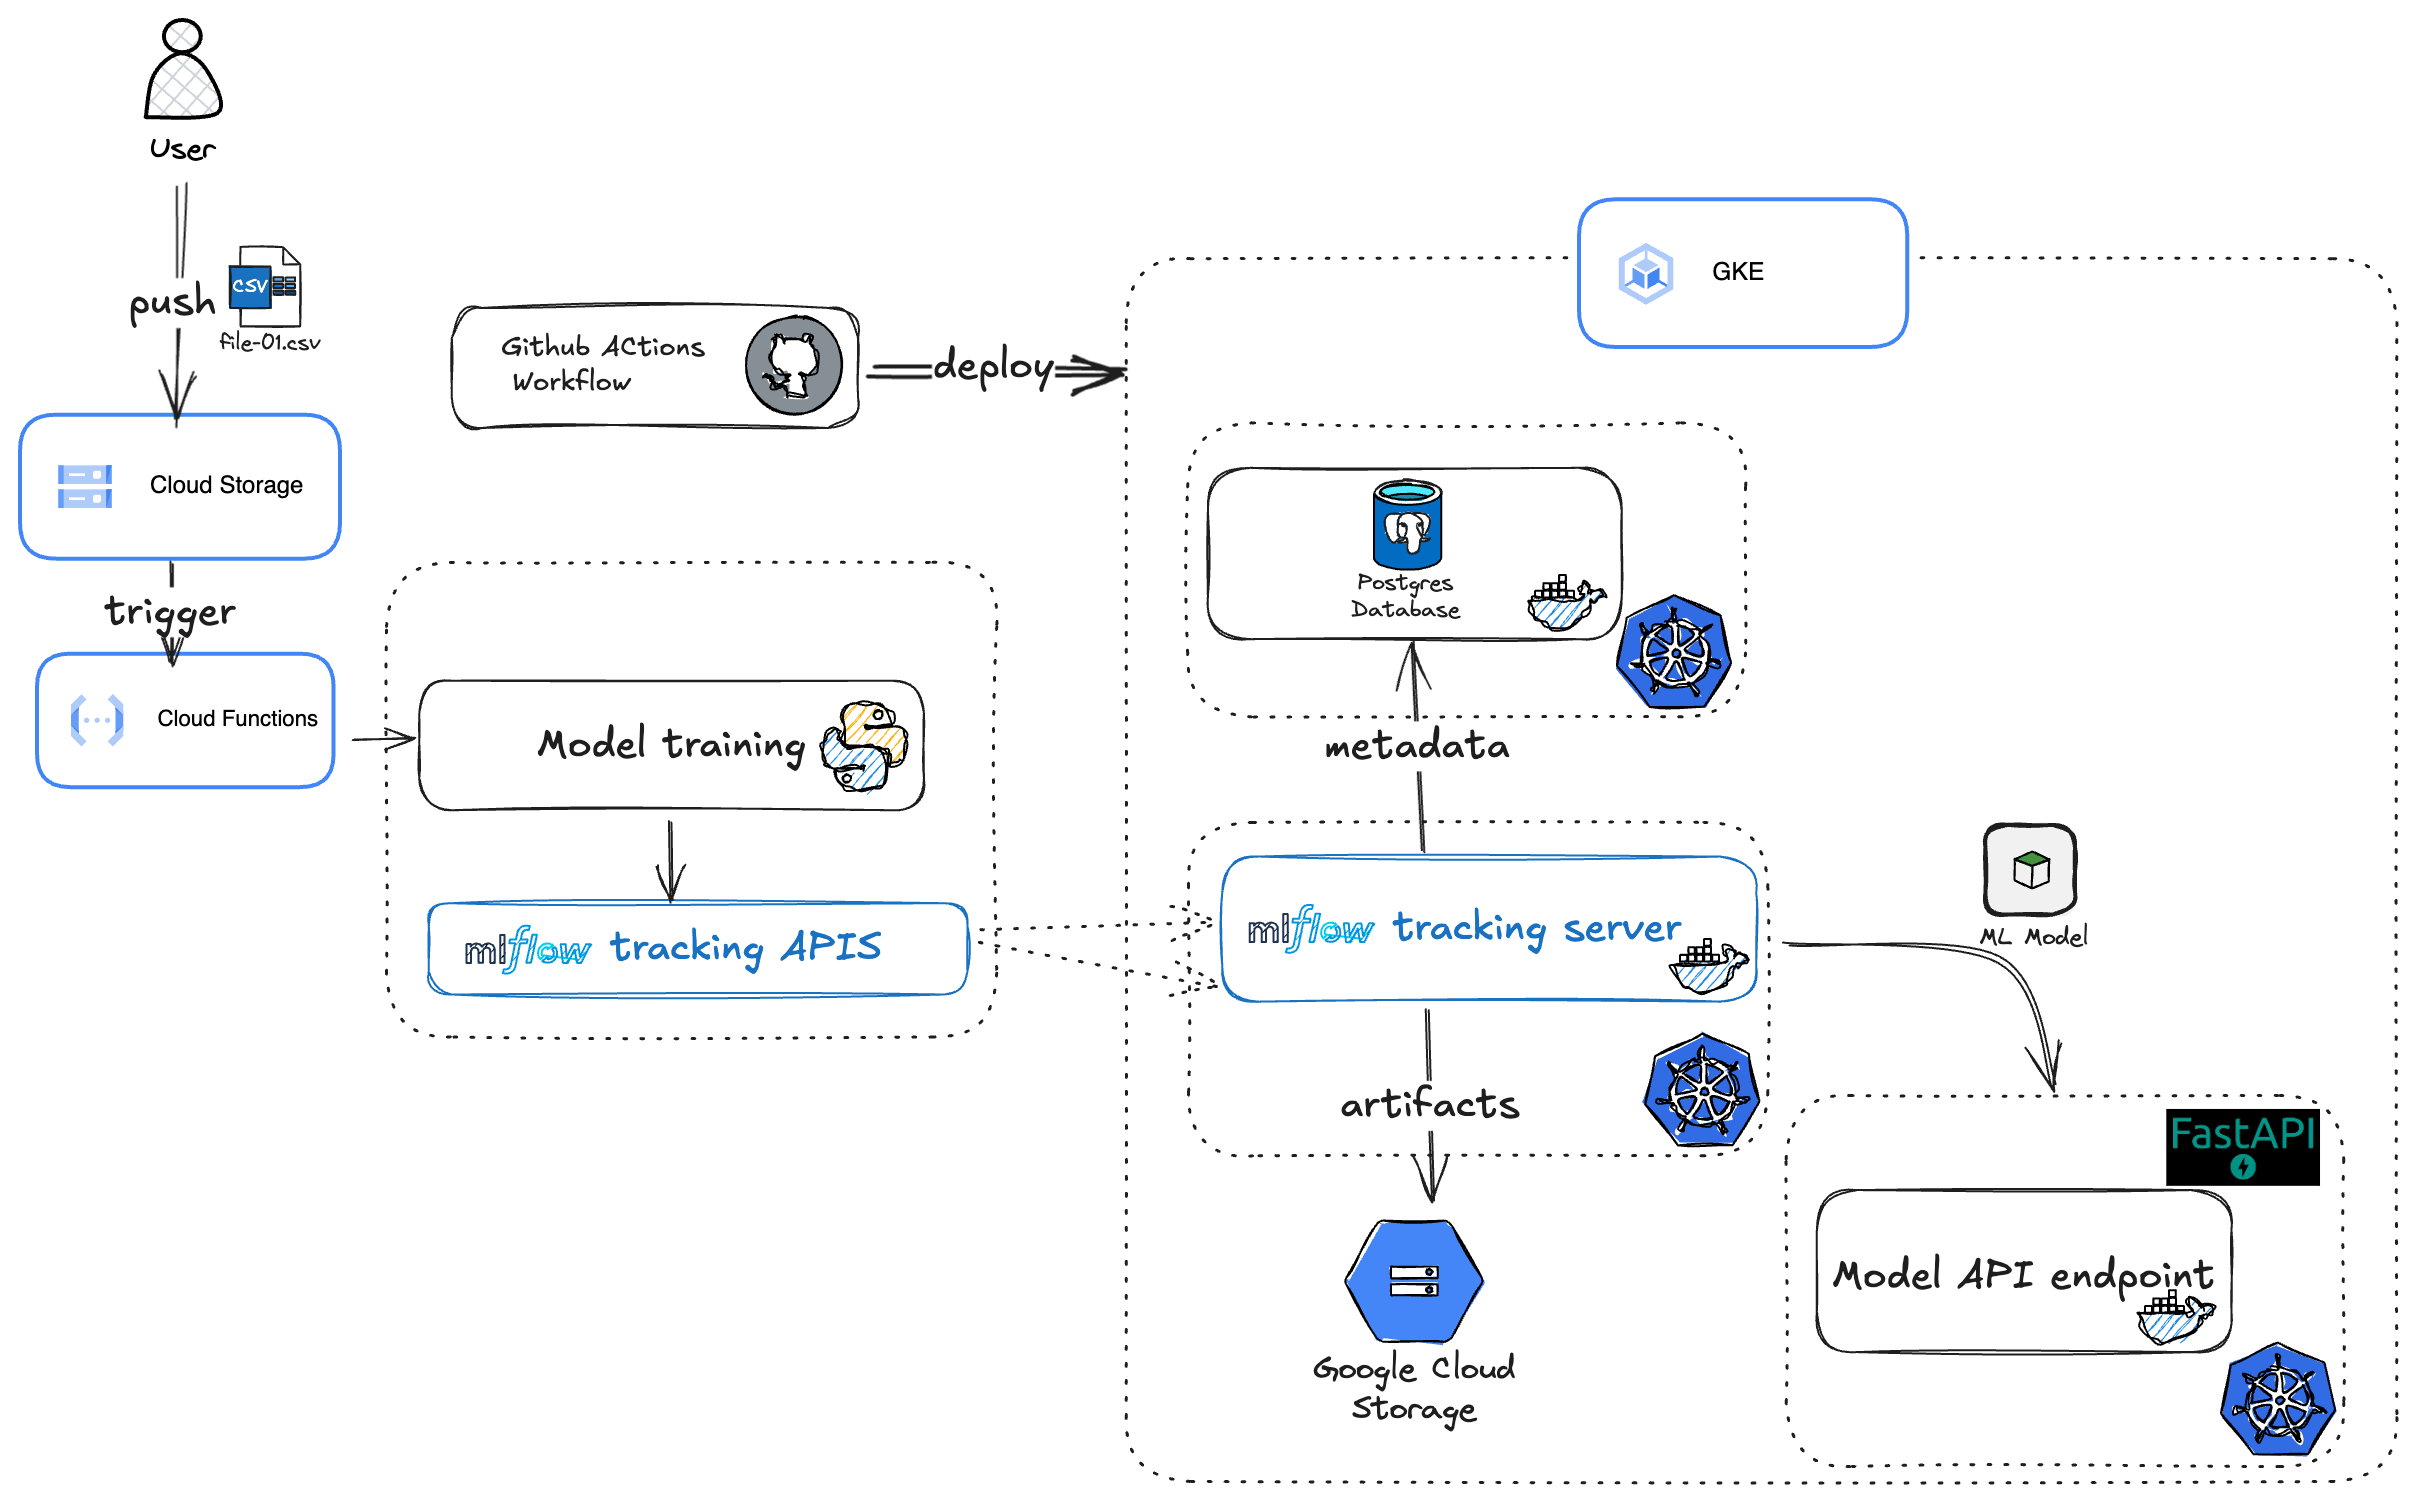 User
push
CSV
file-01.csv
Cloud Storage
trigger
Cloud Functions
Github ACtions
Workflow
deploy
GKE
Model training
mlflow tracking APIS
Postgres
Database
metadata
mlflow tracking server
artifacts
Google Cloud
Storage
ML Model
FastAPI
Model API endpoint